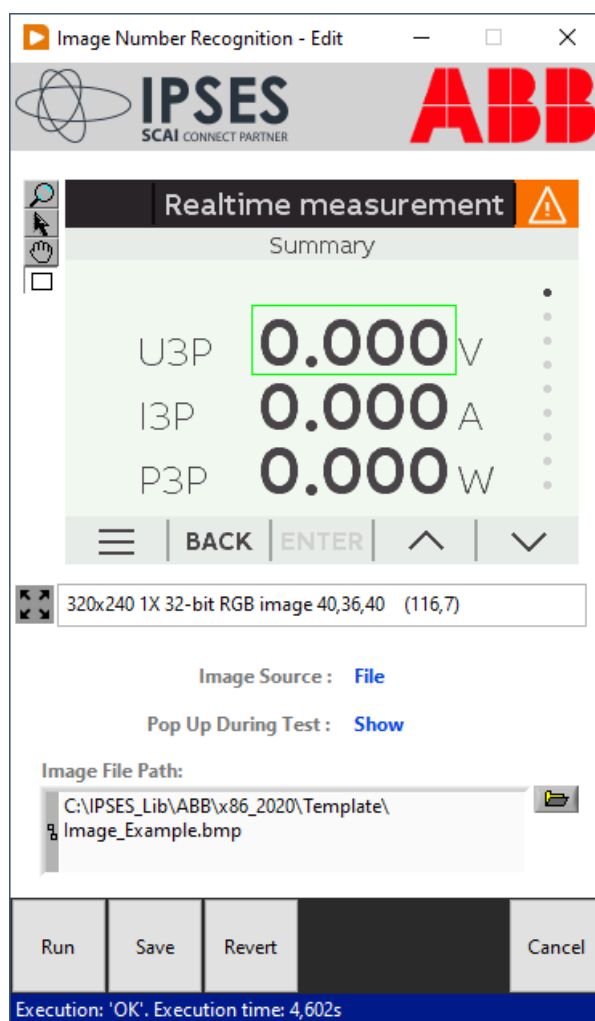 Image Number Recognition - Edit
IPSES
SCAI CONNECT PARTNER
ABB
Realtime measurement
Summary
U3P 0.000 V
I3P 0.000 A
P3P 0.000 W
BACK ENTER
320x240 1X 32-bit RGB image 40,36,40 (116,7)
Image Source : File
Pop Up During Test : Show
Image File Path:
C:\IPSES_Lib\ABB\x86_2020\Template\
Image_Example.bmp
Run Save Revert Cancel
Execution: 'OK'. Execution time: 4,602s